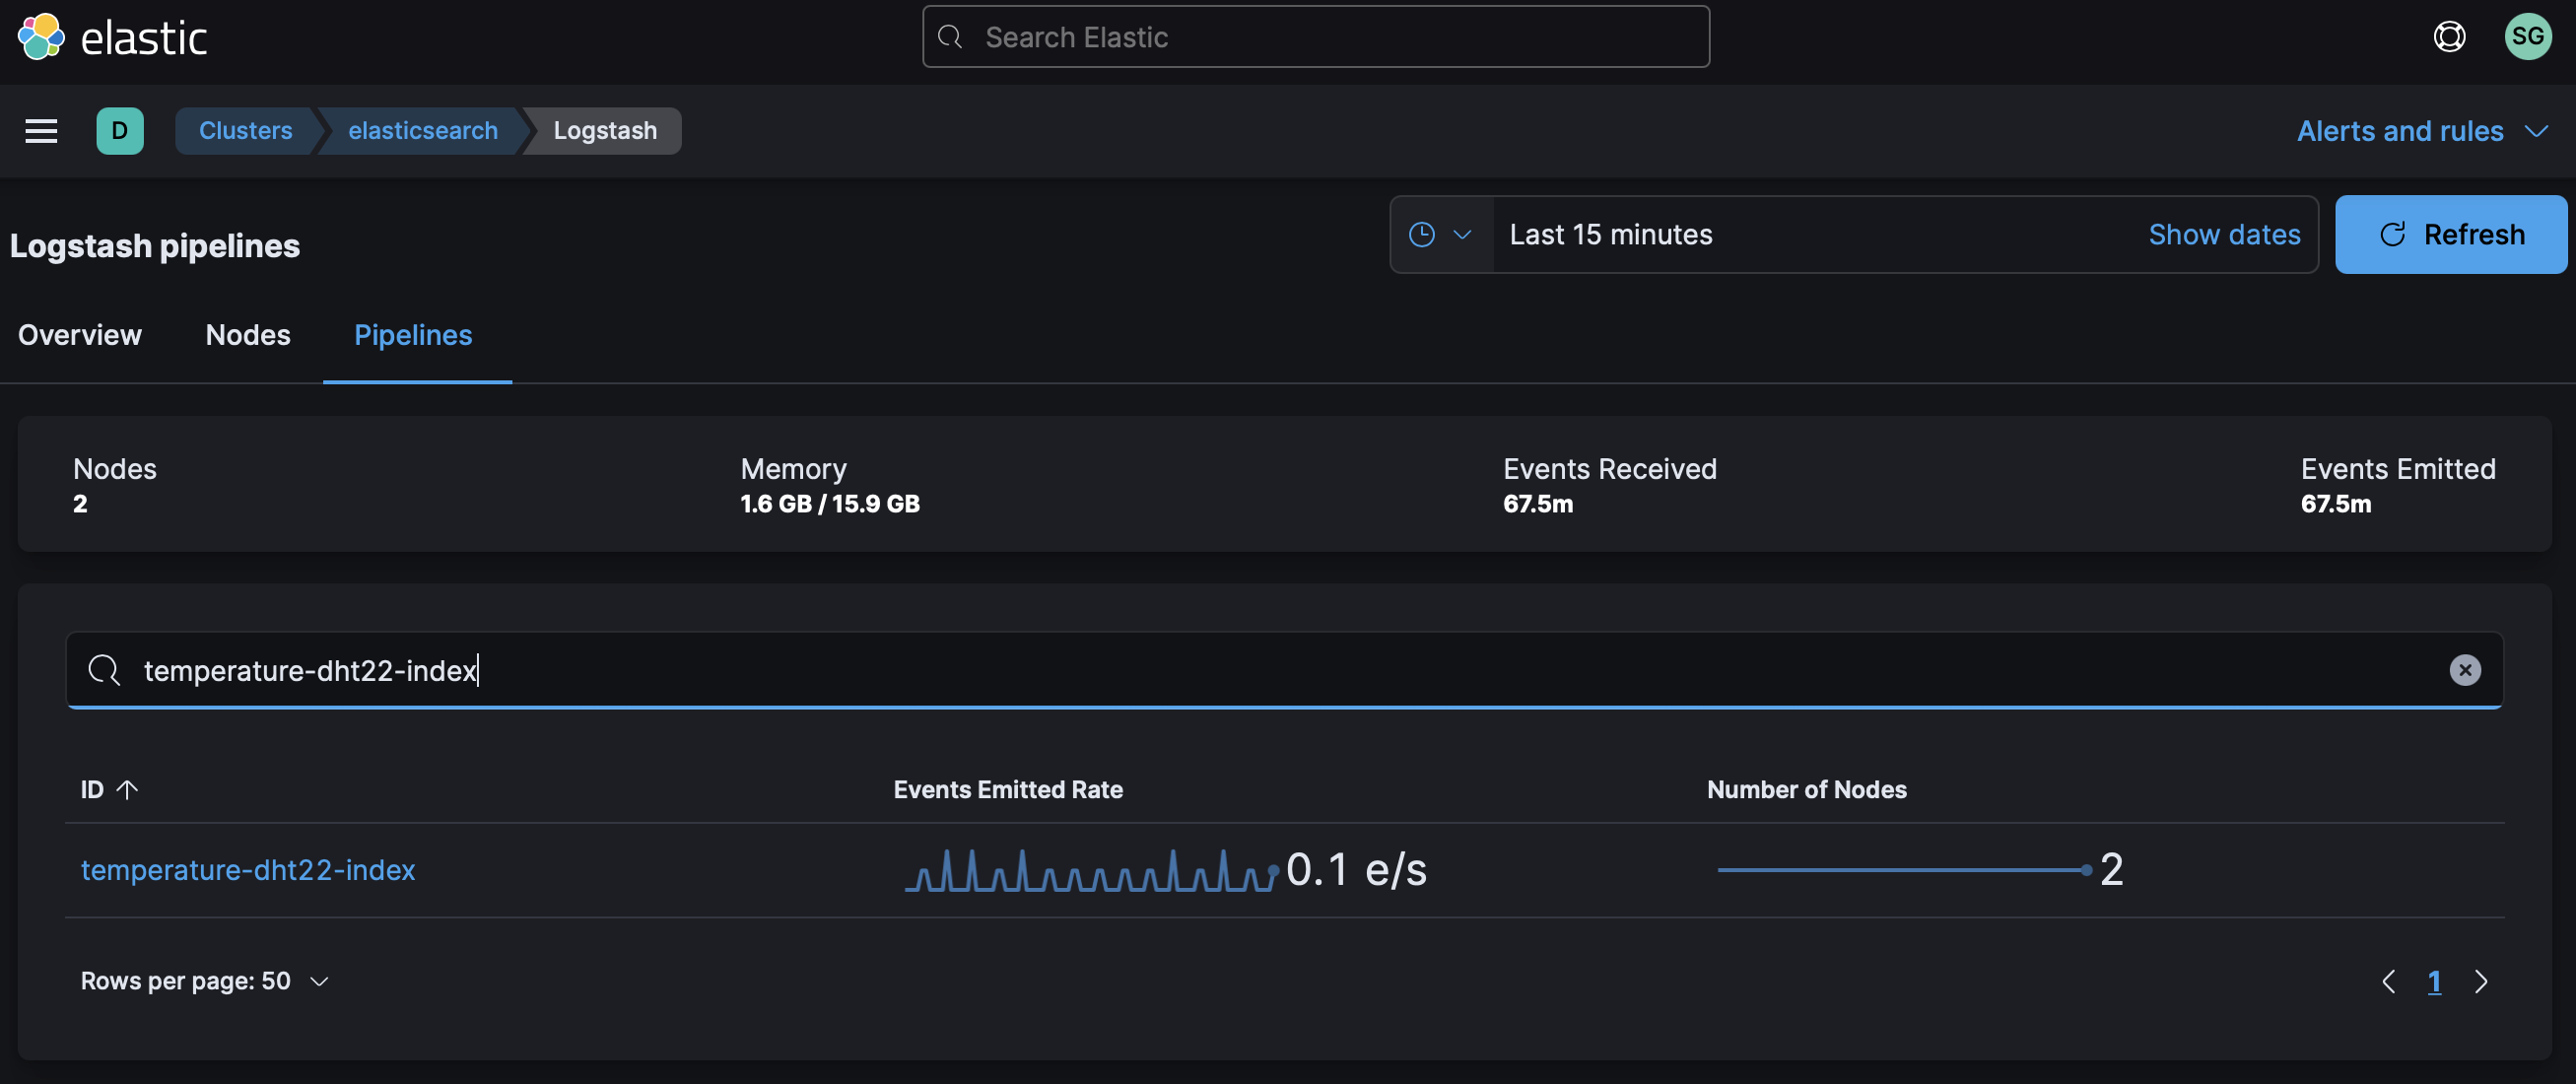 elastic
Search Elastic
SG
D
Clusters
elasticsearch
Logstash
Alerts and rules
Logstash pipelines
Last 15 minutes
Show dates
Refresh
Overview
Nodes
Pipelines
Nodes
2
Memory
1.6 GB / 15.9 GB
Events Received
67.5m
Events Emitted
67.5m
temperature-dht22-index
ID
Events Emitted Rate
Number of Nodes
temperature-dht22-index
0.1 e/s
2
Rows per page: 50
1